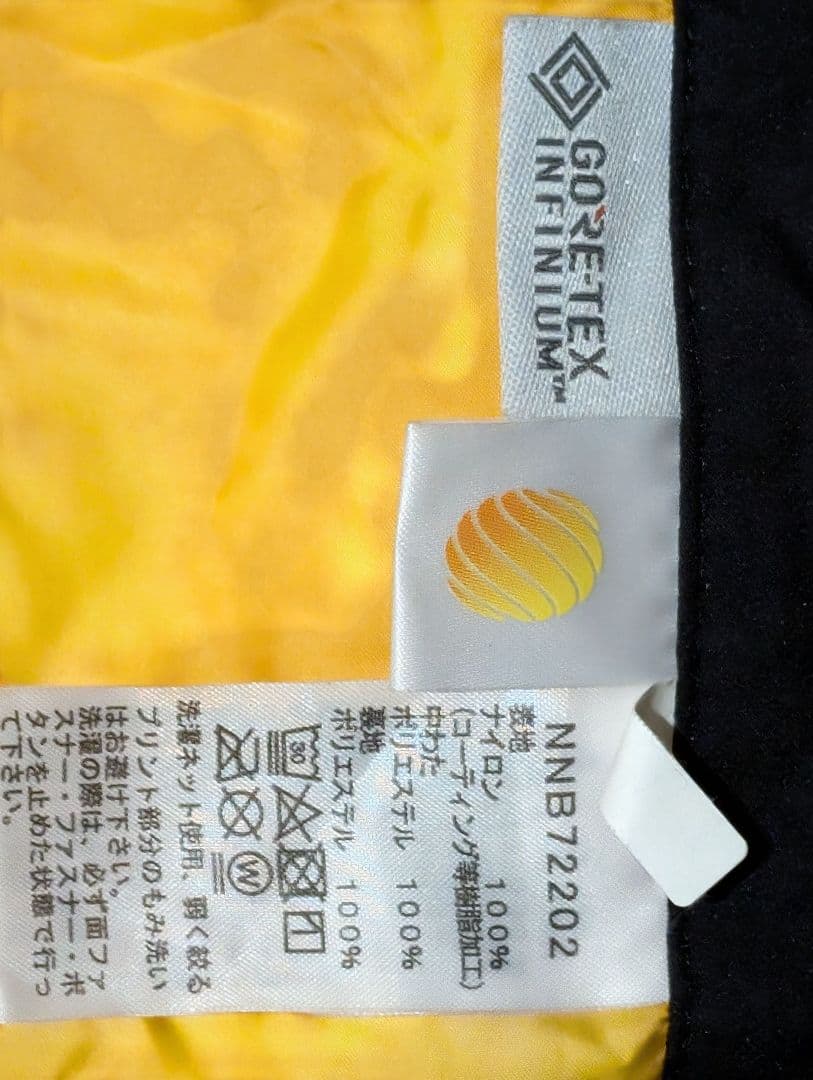 GORE-TEX
INFINIUM™
NNB72202
表地
ナイロン 100%
(コーティング等樹脂加工)
中わた
ポリエステル 100%
裏地
ポリエステル 100%
30
W
洗濯ネット使用。弱く絞る
プリント部分のもみ洗い
はお避け下さい。
洗濯の際は、必ず面ファ
スナー・ファスナー・ボ
タンを止めた状態で行っ
て下さい。